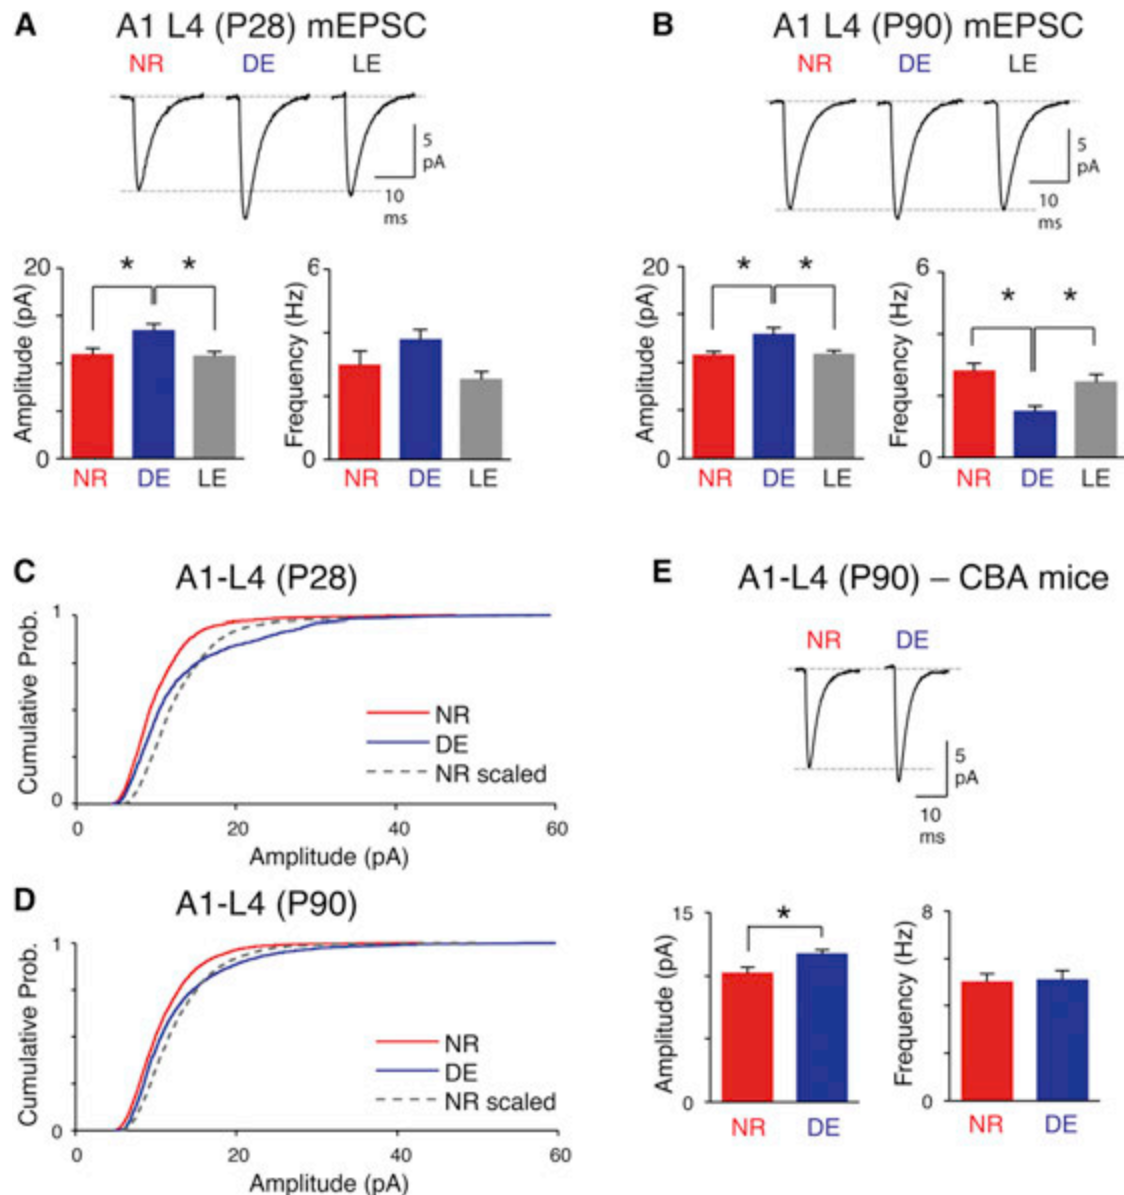 A
A1 L4 (P28) mEPSC
NR DE LE
5
pA
10
ms
20
0
Amplitude (pA)
* *
NR DE LE
6
0
Frequency (Hz)
NR DE LE
B
A1 L4 (P90) mEPSC
NR DE LE
5
pA
10
ms
20
0
Amplitude (pA)
* *
NR DE LE
6
0
Frequency (Hz)
* *
NR DE LE
C
A1-L4 (P28)
1
0
Cumulative Prob.
NR
DE
NR scaled
0 20 40 60
Amplitude (pA)
D
A1-L4 (P90)
1
0
Cumulative Prob.
NR
DE
NR scaled
0 20 40 60
Amplitude (pA)
E
A1-L4 (P90) – CBA mice
NR DE
5
pA
10
ms
15
0
Amplitude (pA)
*
NR DE
8
0
Frequency (Hz)
NR DE